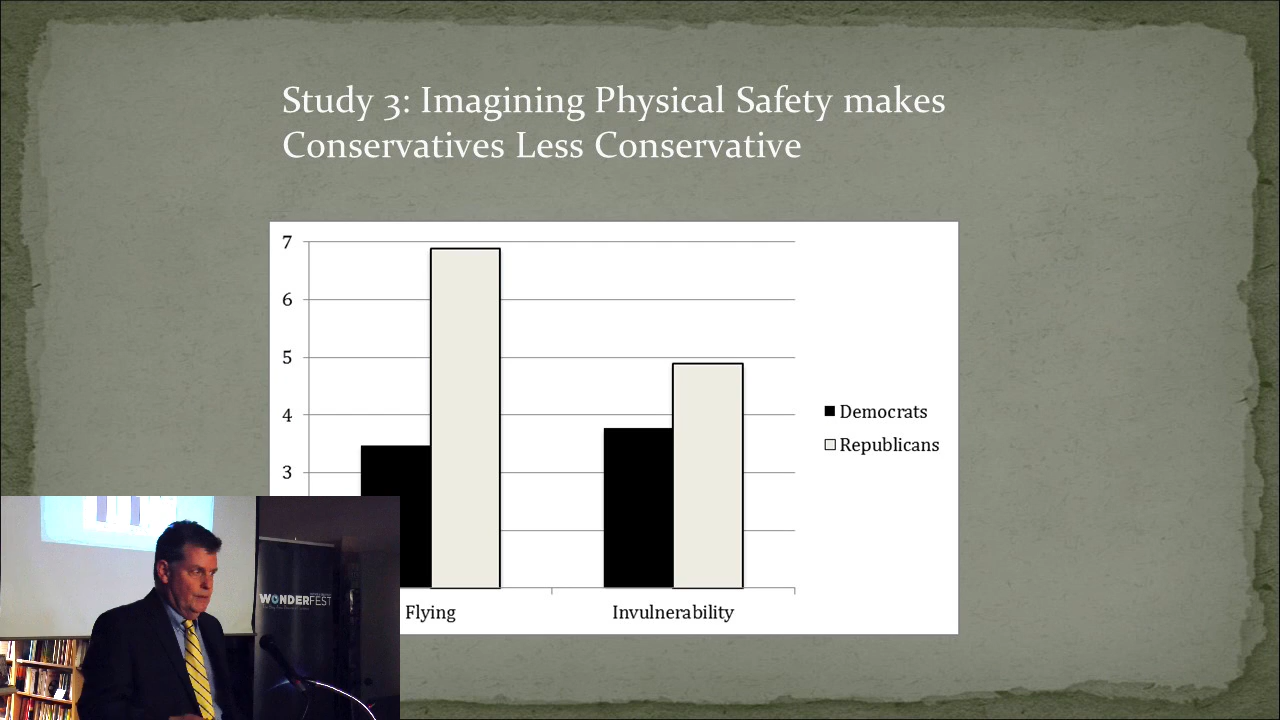 Study 3: Imagining Physical Safety makes
Conservatives Less Conservative
7
6
5
4
3
Democrats
Republicans
Flying
Invulnerability
WONDERFEST